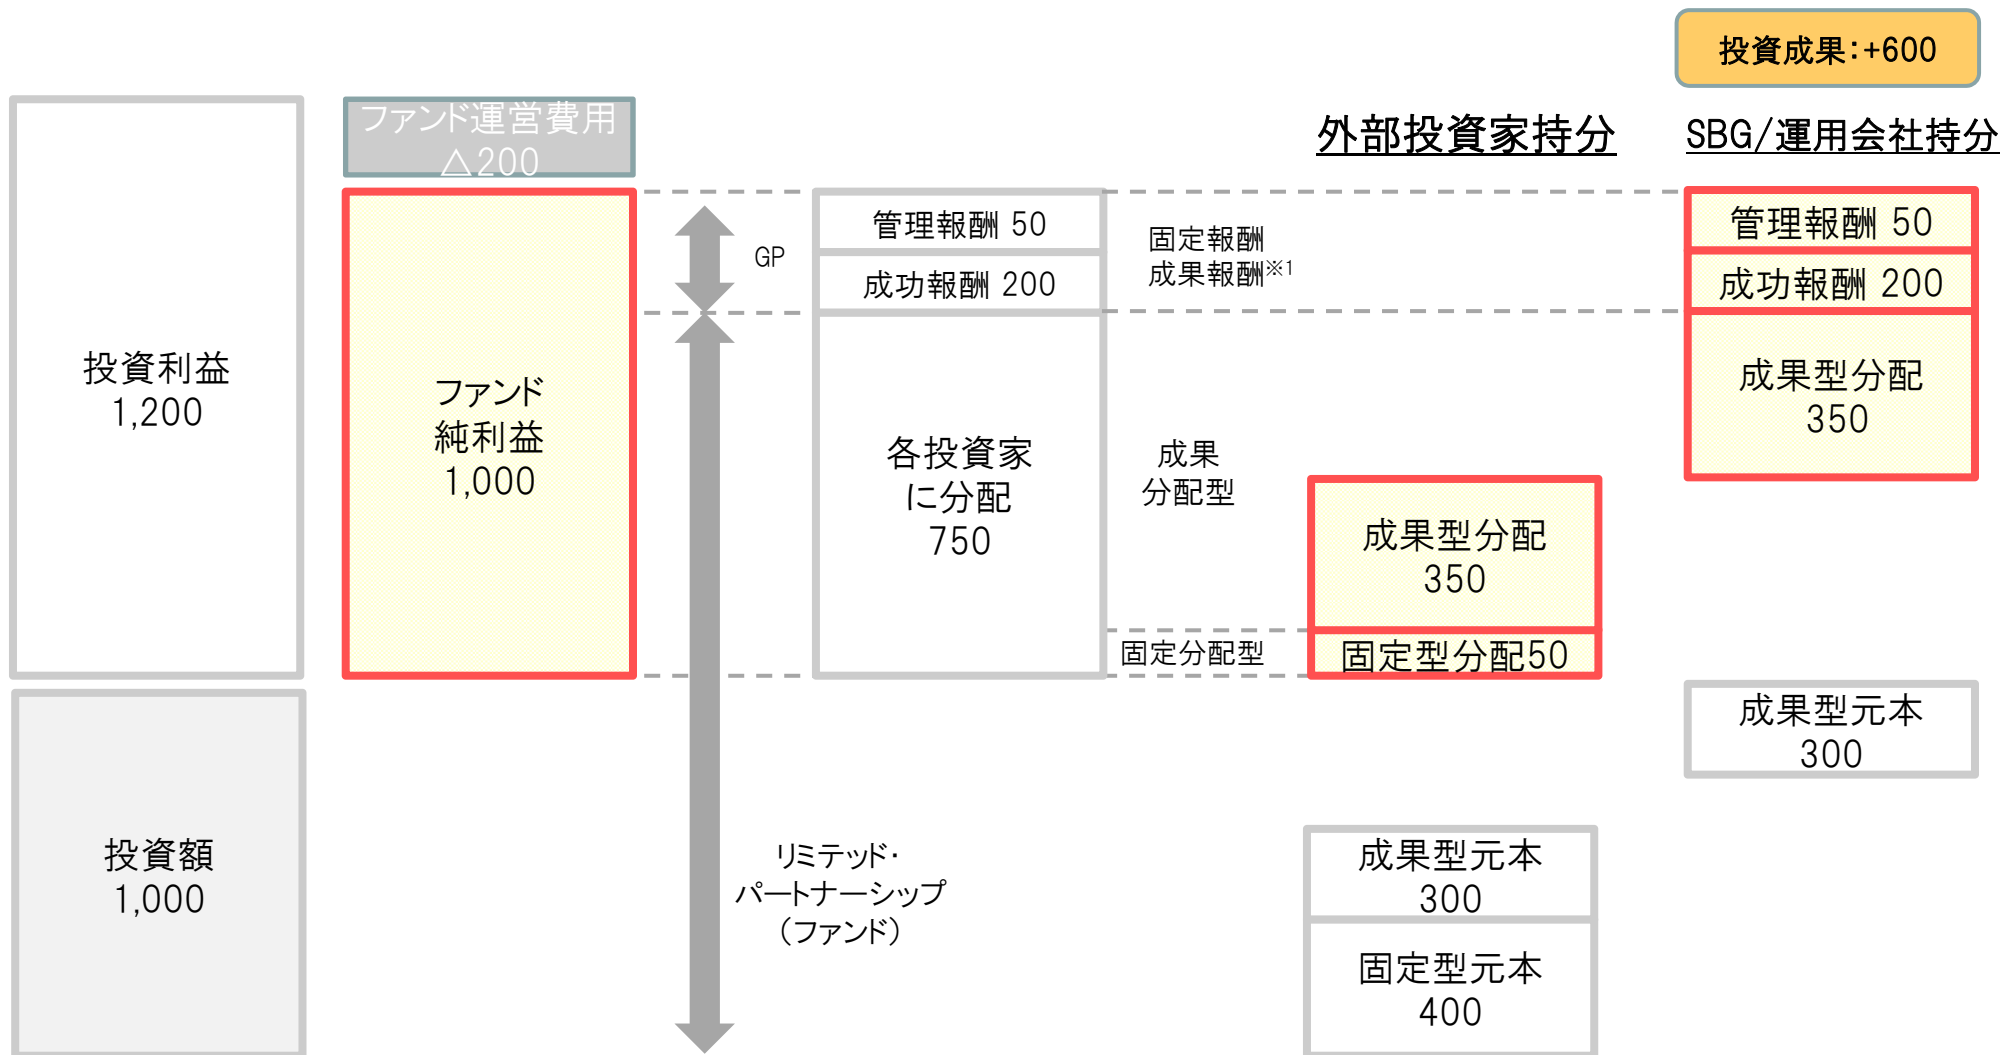 投資成果：+600
外部投資家持分
SBG/運用会社持分
投資利益
1,200
ファンド運営費用
△200
ファンド
純利益
1,000
GP
管理報酬 50
成功報酬 200
各投資家
に分配
750
固定報酬
成果報酬※1
成果
分配型
固定分配型
成果型分配
350
固定型分配50
管理報酬 50
成功報酬 200
成果型分配
350
投資額
1,000
リミテッド・
パートナーシップ
（ファンド）
成果型元本
300
固定型元本
400
成果型元本
300